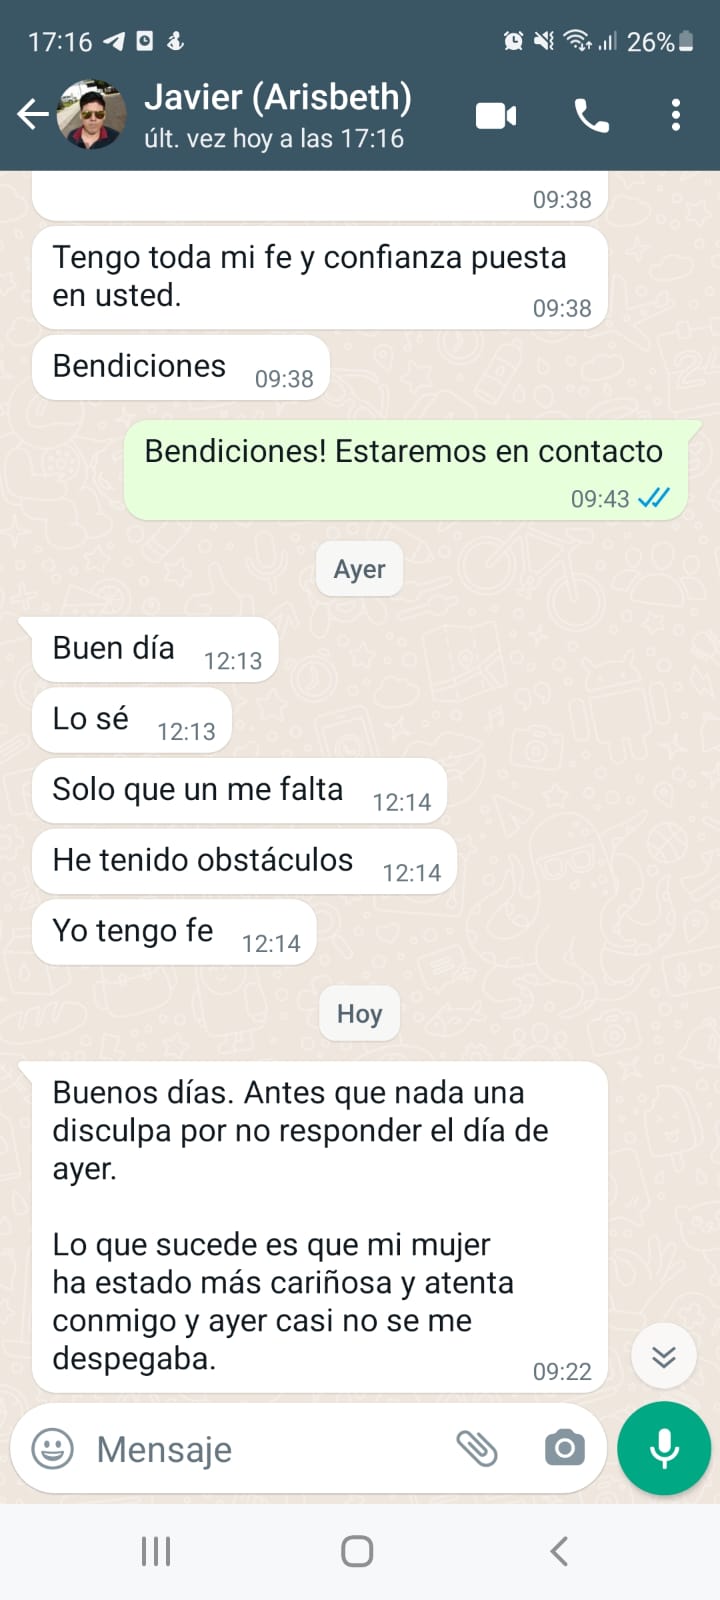 17:16
26%
Javier (Arisbeth)
últ. vez hoy a las 17:16
09:38
Tengo toda mi fe y confianza puesta
en usted.
09:38
Bendiciones 09:38
Bendiciones! Estaremos en contacto
09:43
Ayer
Buen día 12:13
Lo sé 12:13
Solo que un me falta 12:14
He tenido obstáculos 12:14
Yo tengo fe 12:14
Hoy
Buenos días. Antes que nada una
disculpa por no responder el día de
ayer.
Lo que sucede es que mi mujer
ha estado más cariñosa y atenta
conmigo y ayer casi no se me
despegaba.
09:22
Mensaje